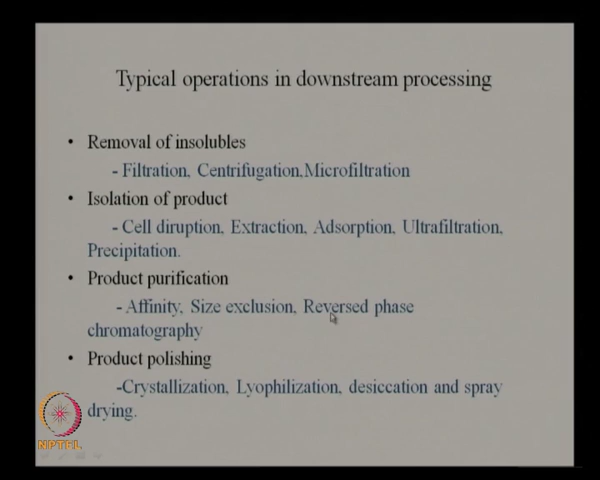 Typical operations in downstream processing
• Removal of insolubles
- Filtration, Centrifugation,Microfiltration
• Isolation of product
- Cell diruption, Extraction, Adsorption, Ultrafiltration,
Precipitation.
• Product purification
- Affinity, Size exclusion, Reversed phase
chromatography
• Product polishing
-Crystallization, Lyophilization, desiccation and spray
drying.
NPTEL